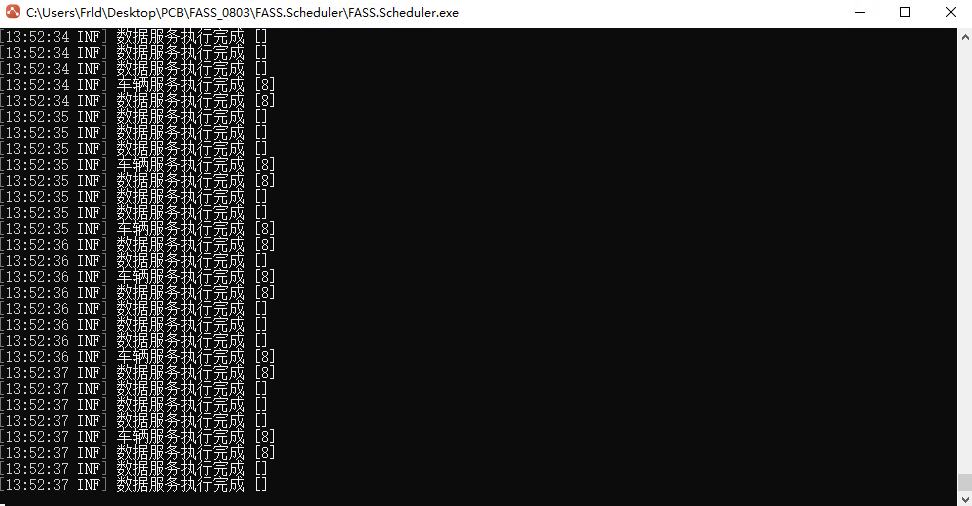 C:\Users\Frld\Desktop\PCB\FASS_0803\FASS.Scheduler\FASS.Scheduler.exe
[13:52:34 INF] 数据服务执行完成 []
[13:52:34 INF] 数据服务执行完成 []
[13:52:34 INF] 数据服务执行完成 []
[13:52:34 INF] 车辆服务执行完成 [8]
[13:52:34 INF] 数据服务执行完成 [8]
[13:52:35 INF] 数据服务执行完成 []
[13:52:35 INF] 数据服务执行完成 []
[13:52:35 INF] 数据服务执行完成 []
[13:52:35 INF] 车辆服务执行完成 [8]
[13:52:35 INF] 数据服务执行完成 [8]
[13:52:35 INF] 数据服务执行完成 []
[13:52:35 INF] 数据服务执行完成 []
[13:52:35 INF] 车辆服务执行完成 [8]
[13:52:36 INF] 数据服务执行完成 [8]
[13:52:36 INF] 数据服务执行完成 []
[13:52:36 INF] 车辆服务执行完成 [8]
[13:52:36 INF] 数据服务执行完成 [8]
[13:52:36 INF] 数据服务执行完成 []
[13:52:36 INF] 数据服务执行完成 []
[13:52:36 INF] 数据服务执行完成 []
[13:52:36 INF] 车辆服务执行完成 [8]
[13:52:37 INF] 数据服务执行完成 [8]
[13:52:37 INF] 数据服务执行完成 []
[13:52:37 INF] 数据服务执行完成 []
[13:52:37 INF] 数据服务执行完成 []
[13:52:37 INF] 车辆服务执行完成 [8]
[13:52:37 INF] 数据服务执行完成 [8]
[13:52:37 INF] 数据服务执行完成 []
[13:52:37 INF] 数据服务执行完成 []